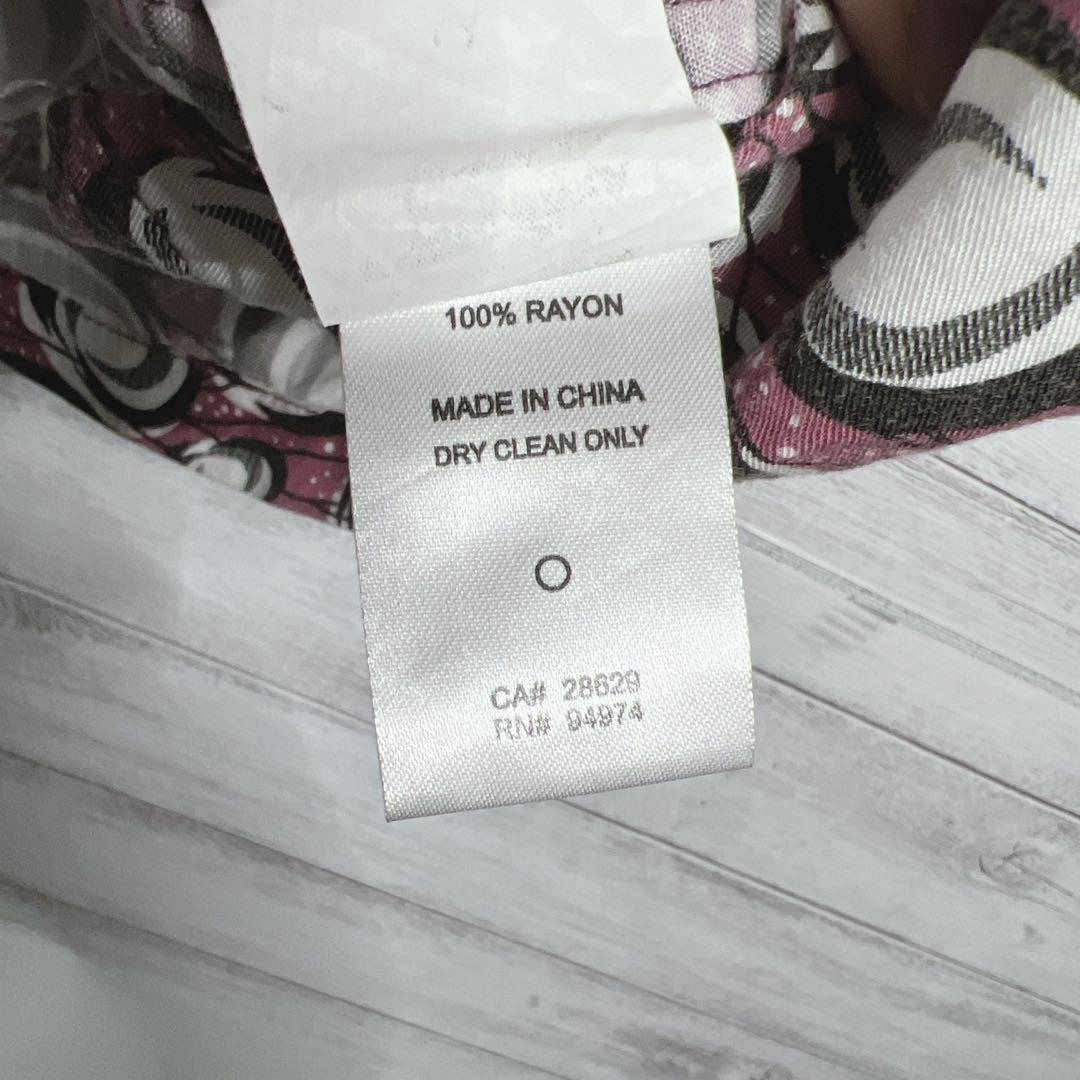 100% RAYON
MADE IN CHINA
DRY CLEAN ONLY
CA# 28629
RN# 94974